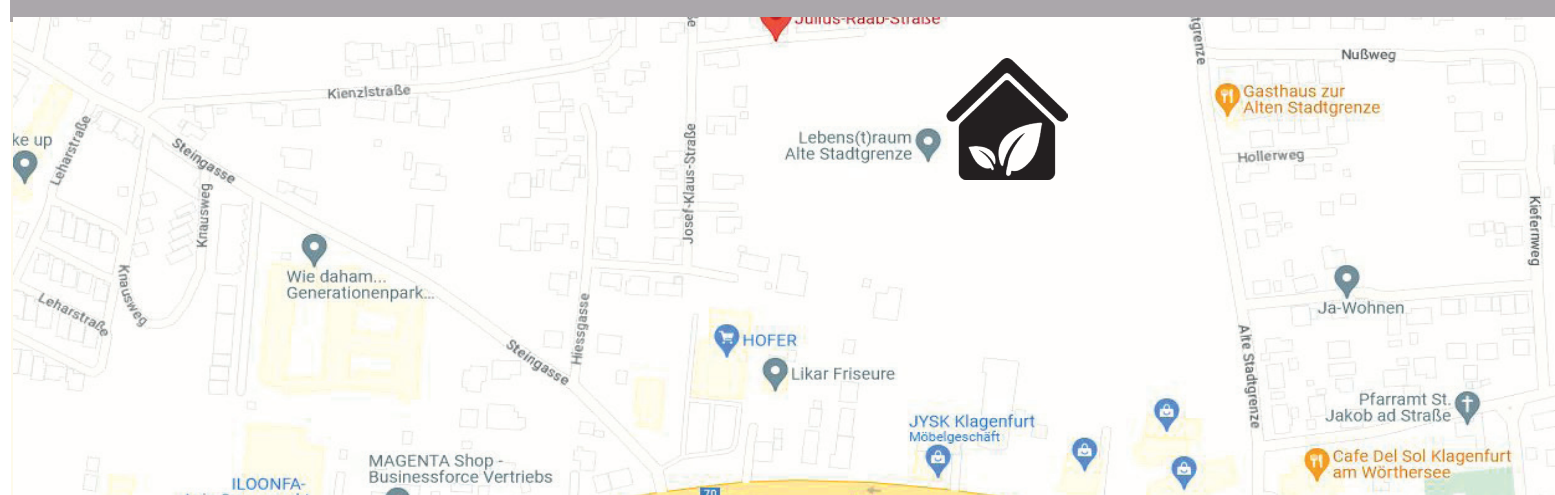 Julius-Raab-Straße
Nußweg
Kienzlstraße
Gasthaus zur
Alten Stadtgrenze
ke up
Leharstraße
Steingasse
Josef-Klaus-Straße
Lebens(t)raum
Alte Stadtgrenze
tgrenze
Hollerweg
Knausweg
Kiefernweg
Wie daham...
Generationenpark...
Knausweg
Leharstraße
Hiessgasse
Ja-Wohnen
HOFER
Steingasse
Likar Friseure
Alte Stadtgrenze
Pfarramt St.
Jakob ad Straße
JYSK Klagenfurt
Möbelgeschäft
MAGENTA Shop -
Businessforce Vertriebs
Cafe Del Sol Klagenfurt
am Wörthersee
ILOONFA-
70